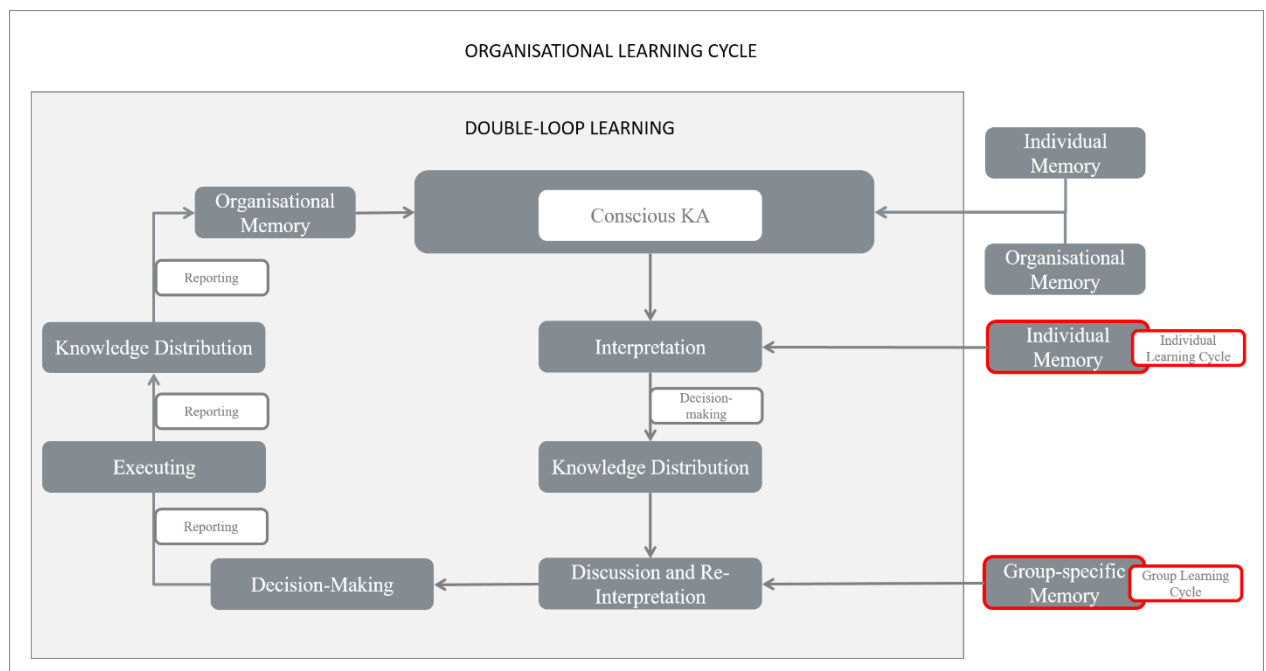 ORGANISATIONAL LEARNING CYCLE
DOUBLE-LOOP LEARNING
Individual
Memory
Organisational
Memory
Conscious KA
Organisational
Memory
Reporting
Knowledge Distribution
Interpretation
Individual
Memory
Individual
Learning Cycle
Decision-
making
Reporting
Executing
Knowledge Distribution
Reporting
Decision-Making
Discussion and Re-
Interpretation
Group-specific
Memory
Group Learning
Cycle